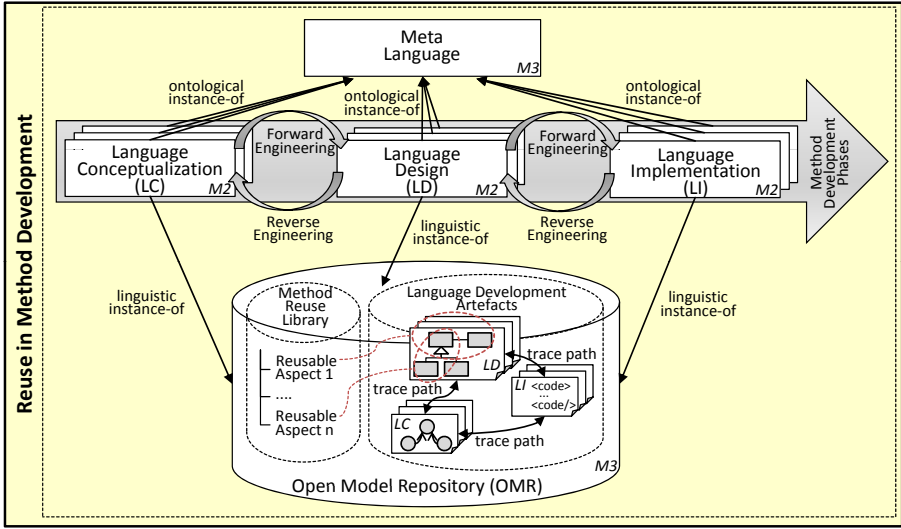 Reuse in Method Development
Meta
Language
M3
ontological
instance-of
ontological
instance-of
ontological
instance-of
Language
Conceptualization
(LC)
M2
Forward
Engineering
Reverse
Engineering
Language
Design
(LD)
M2
Forward
Engineering
Reverse
Engineering
Language
Implementation
(LI)
M2
Method
Development
Phases
linguistic
instance-of
linguistic
instance-of
linguistic
instance-of
Method
Reuse
Library
Reusable
Aspect 1
....
Reusable
Aspect n
Language Development
Artefacts
LD
trace path
trace path
LI
<code>
...
<code/>
LC
trace path
M3
Open Model Repository (OMR)